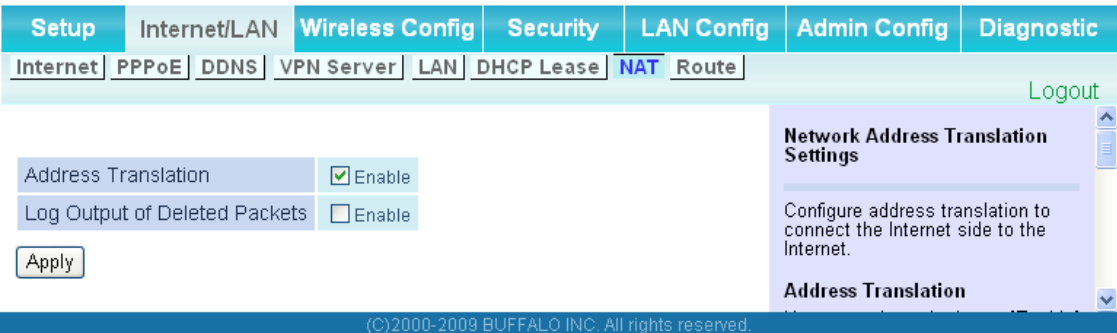 Setup Internet/LAN Wireless Config Security LAN Config Admin Config Diagnostic
Internet PPPoE DDNS VPN Server LAN DHCP Lease NAT Route
Logout
Address Translation Enable
Log Output of Deleted Packets Enable
Apply
Network Address Translation
Settings
Configure address translation to
connect the Internet side to the
Internet.
Address Translation
(C)2000-2009 BUFFALO INC. All rights reserved.